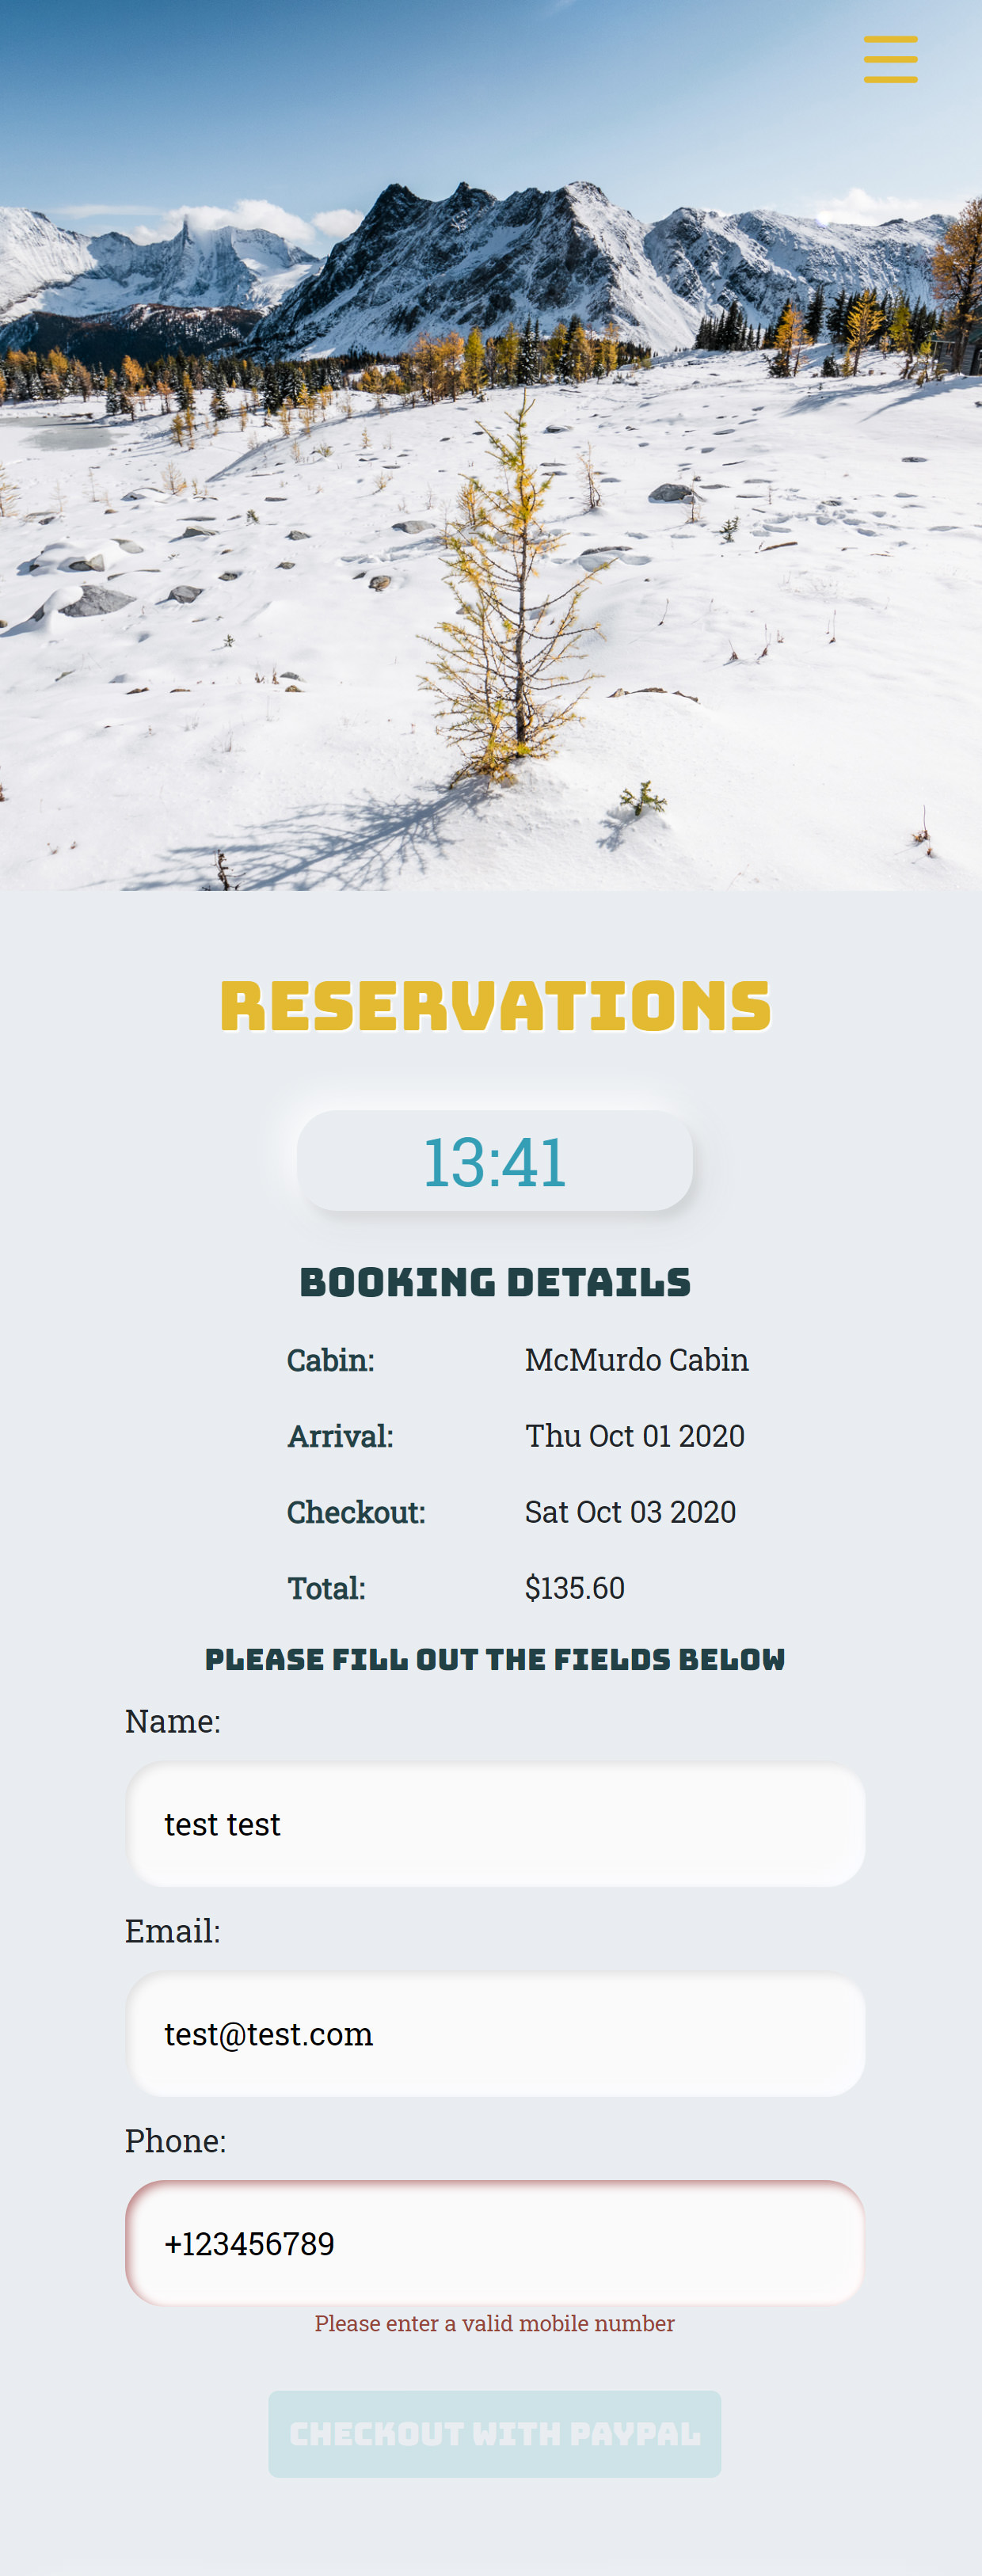 RESERVATIONS
13:41
BOOKING DETAILS
Cabin: McMurdo Cabin
Arrival: Thu Oct 01 2020
Checkout: Sat Oct 03 2020
Total: $135.60
PLEASE FILL OUT THE FIELDS BELOW
Name:
test test
Email:
test@test.com
Phone:
+123456789
Please enter a valid mobile number
CHECKOUT WITH PAYPAL